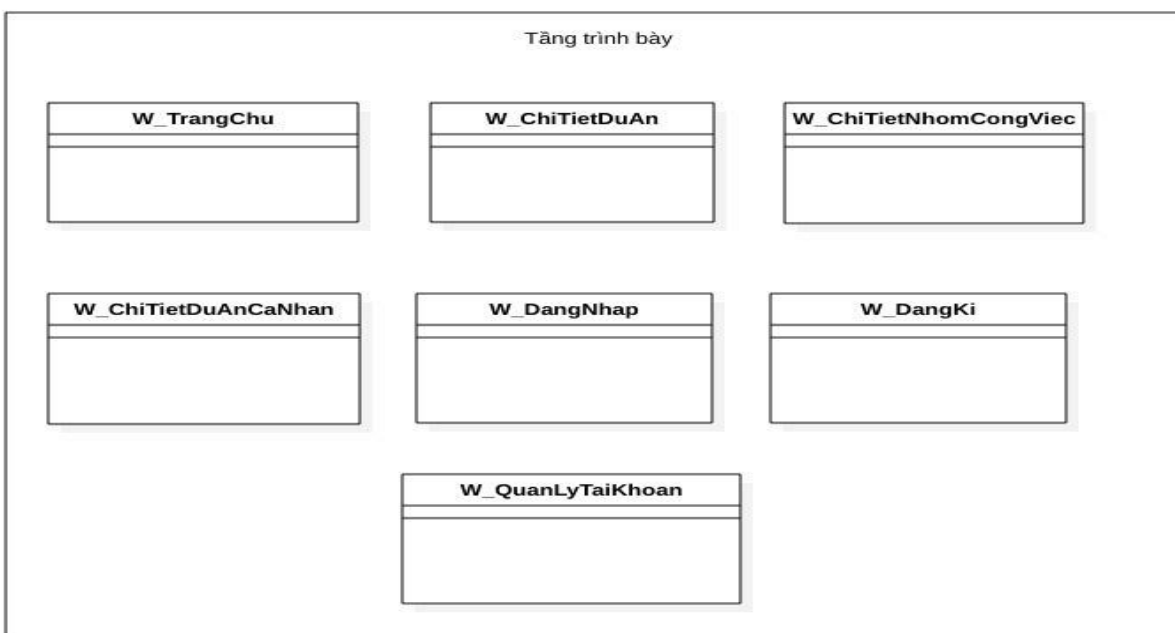 Tầng trình bày
W_TrangChu
W_ChiTietDuAn
W_ChiTietNhomCongViec
W_ChiTietDuAnCaNhan
W_DangNhap
W_DangKi
W_QuanLyTaiKhoan